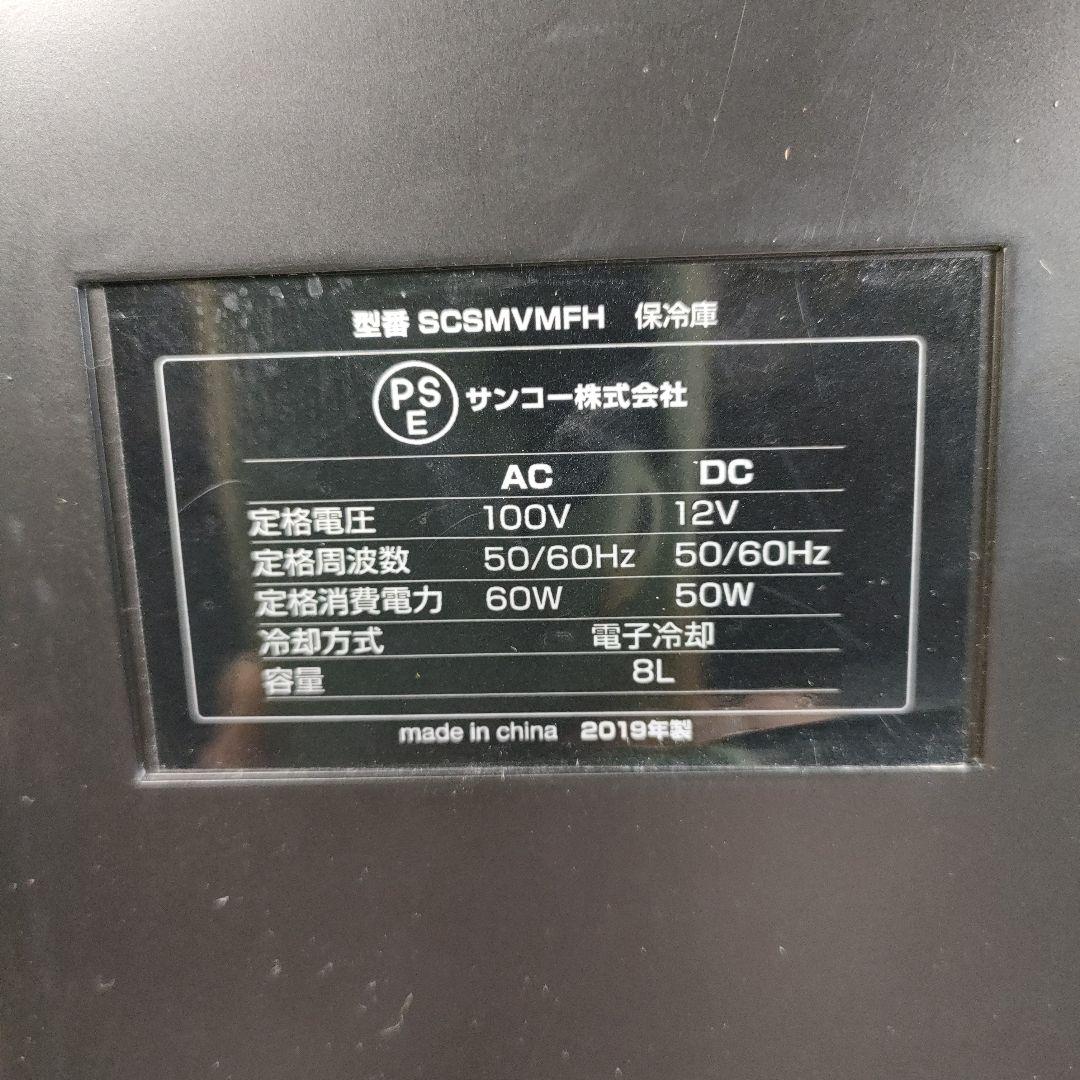 型番 SCSMVMFH 保冷庫
PS
E サンコー株式会社
AC DC
定格電圧 100V 12V
定格周波数 50/60Hz 50/60Hz
定格消費電力 60W 50W
冷却方式 電子冷却
容量 8L
made in china 2019年製